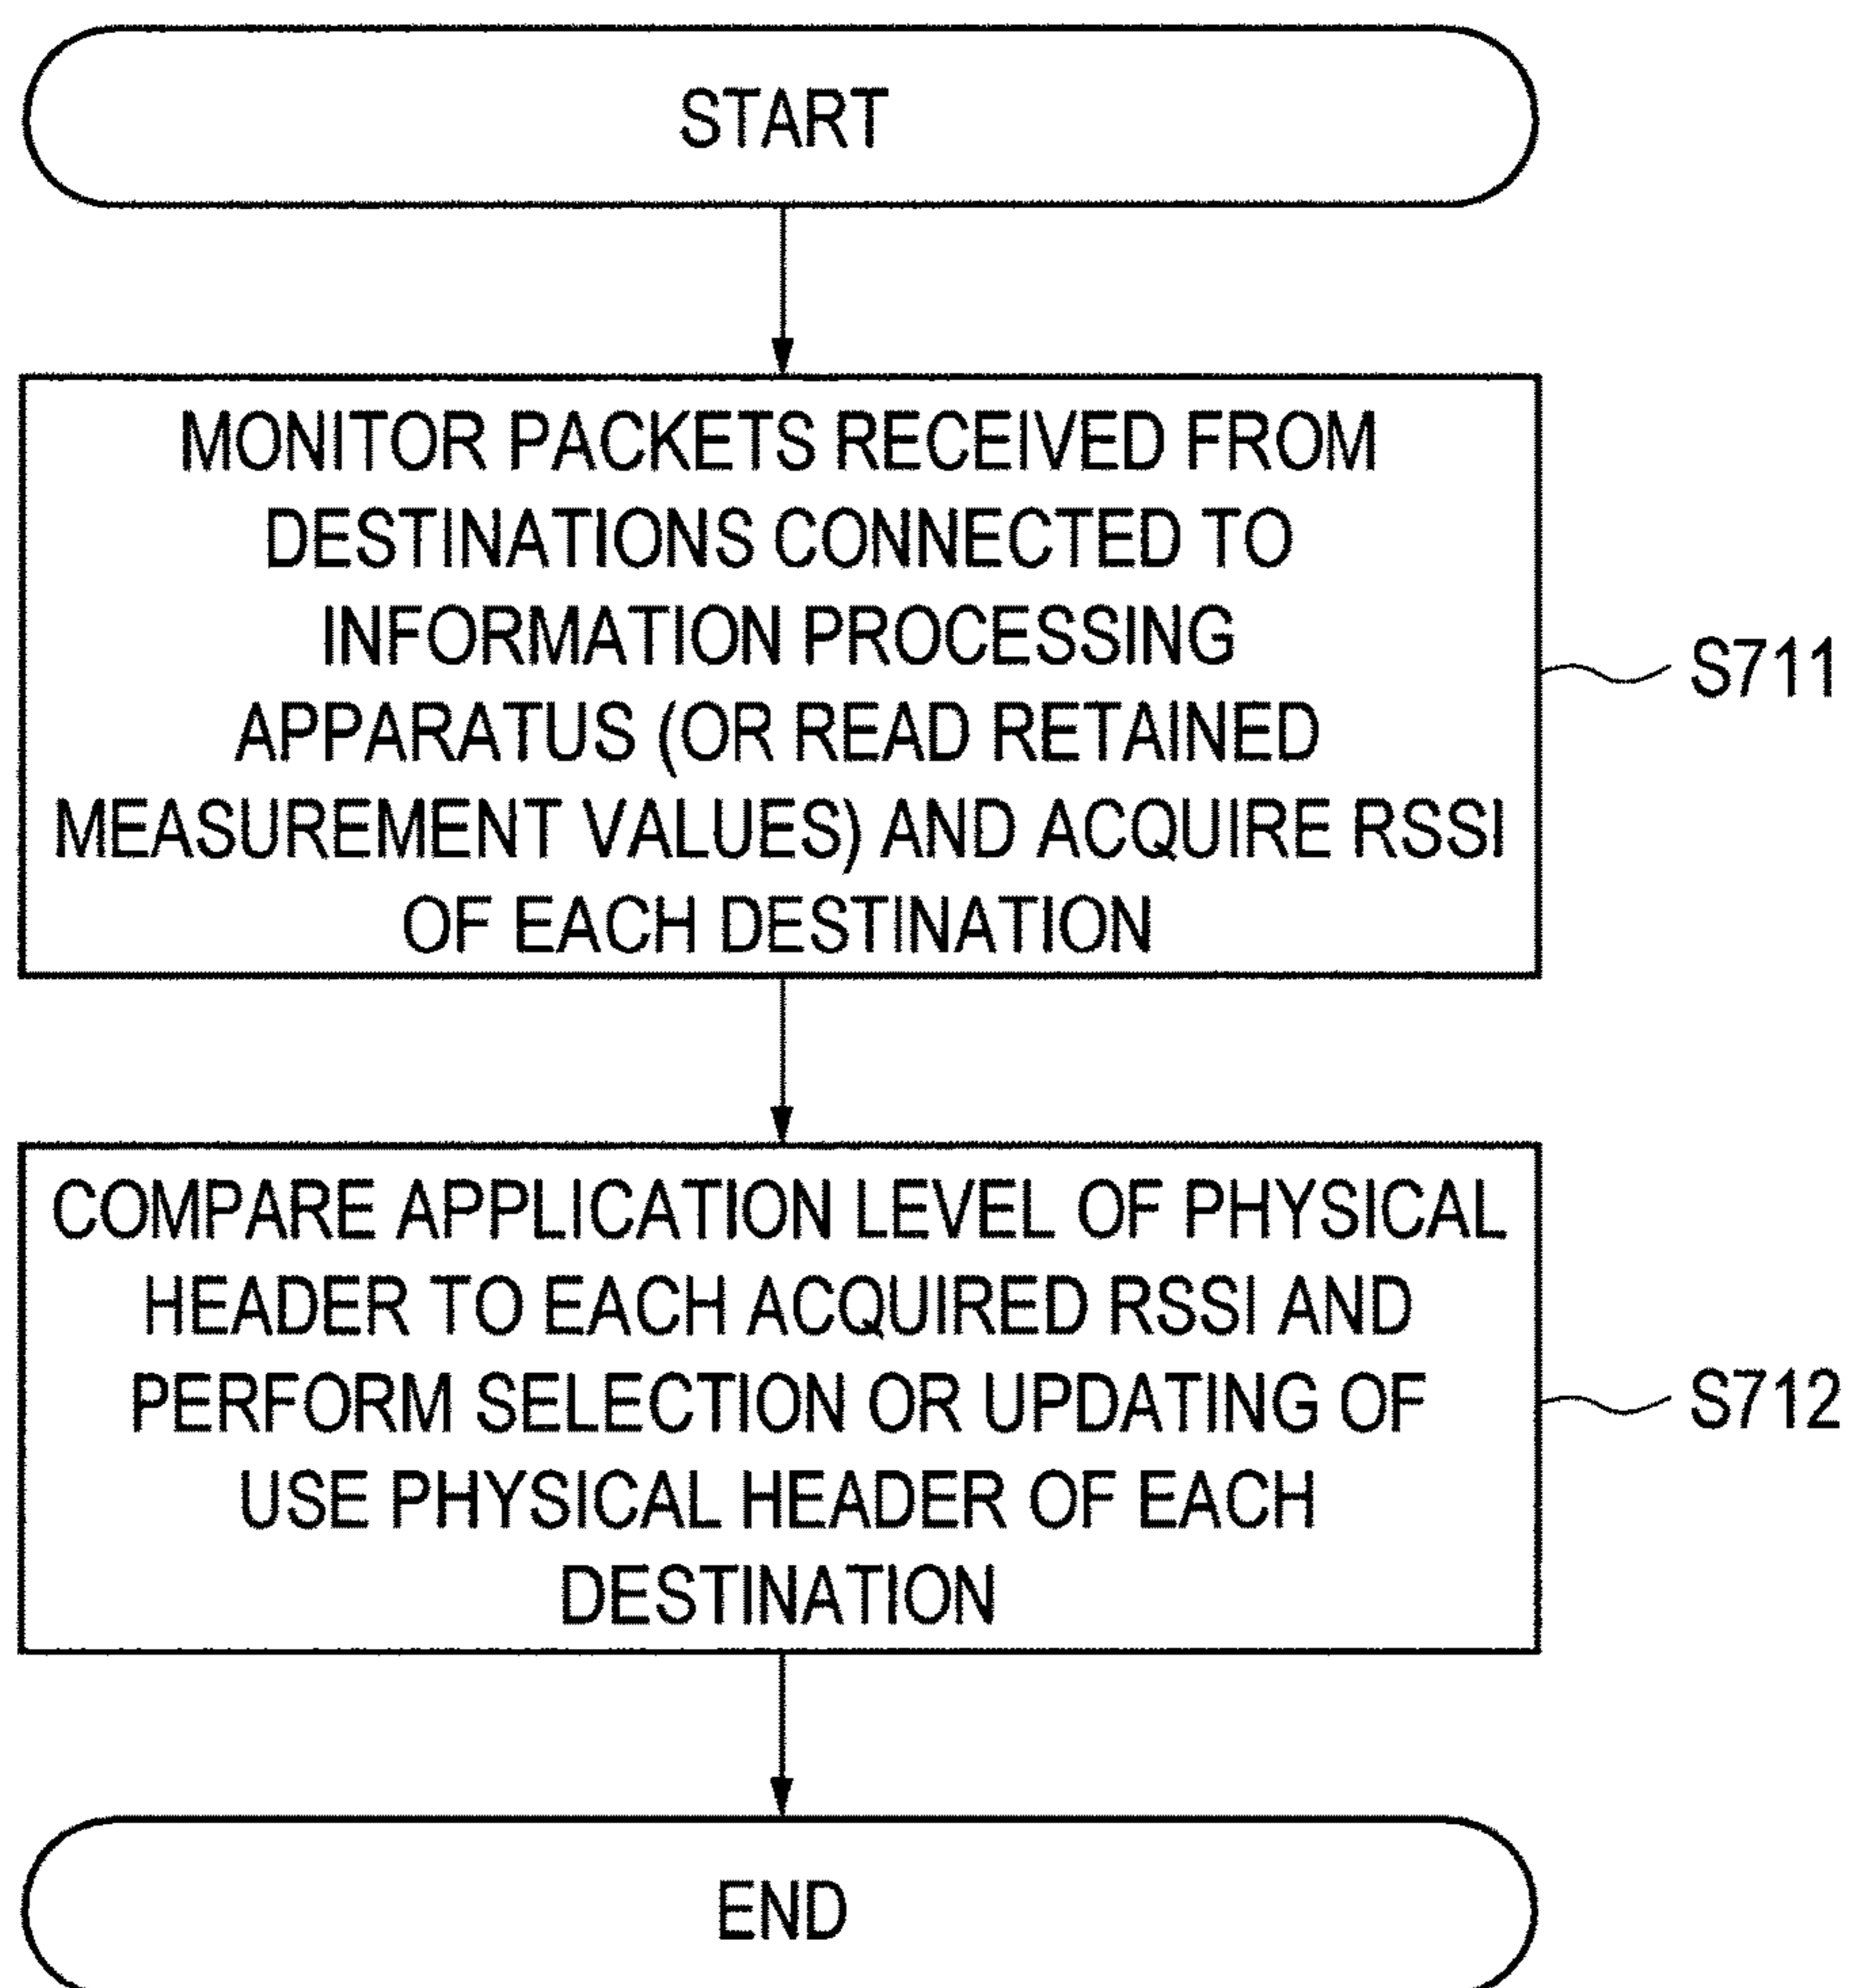 START
MONITOR PACKETS RECEIVED FROM
DESTINATIONS CONNECTED TO
INFORMATION PROCESSING
APPARATUS (OR READ RETAINED
MEASUREMENT VALUES) AND ACQUIRE RSSI
OF EACH DESTINATION
S711
COMPARE APPLICATION LEVEL OF PHYSICAL
HEADER TO EACH ACQUIRED RSSI AND
PERFORM SELECTION OR UPDATING OF
USE PHYSICAL HEADER OF EACH
DESTINATION
S712
END